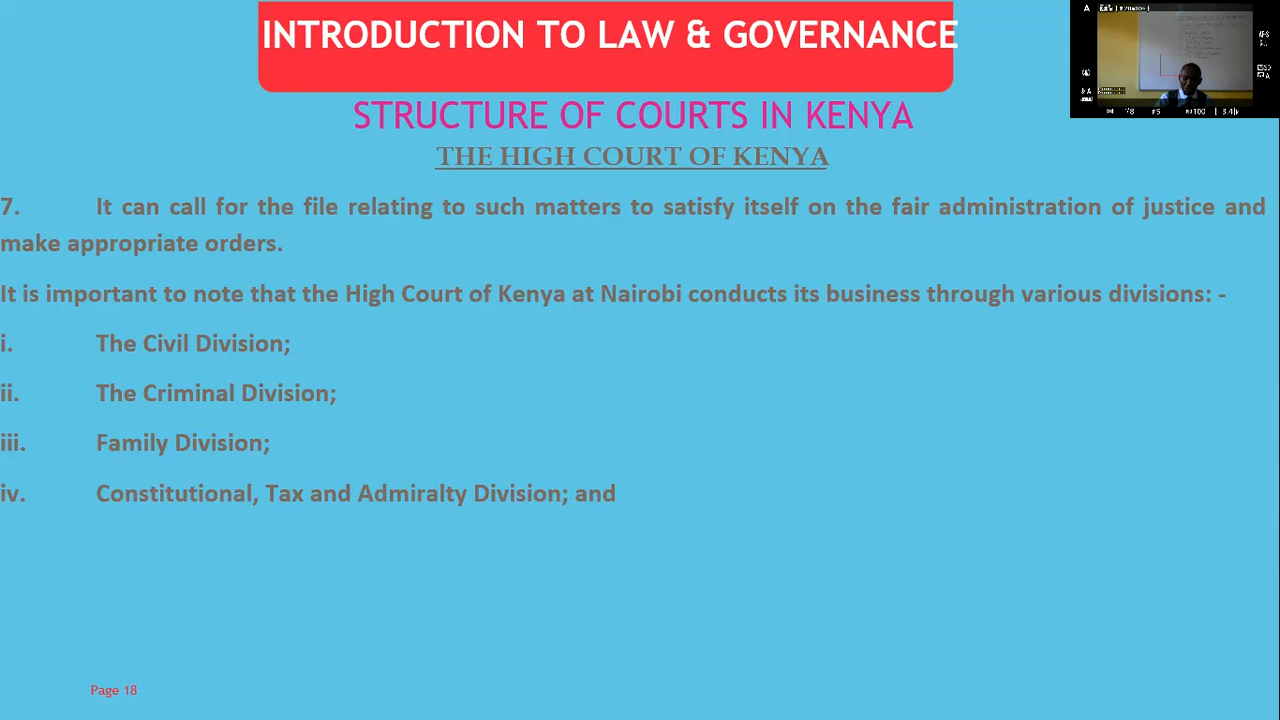 INTRODUCTION TO LAW & GOVERNANCE
STRUCTURE OF COURTS IN KENYA
THE HIGH COURT OF KENYA
7. It can call for the file relating to such matters to satisfy itself on the fair administration of justice and
make appropriate orders.
It is important to note that the High Court of Kenya at Nairobi conducts its business through various divisions: -
i. The Civil Division;
ii. The Criminal Division;
iii. Family Division;
iv. Constitutional, Tax and Admiralty Division; and
Page 18